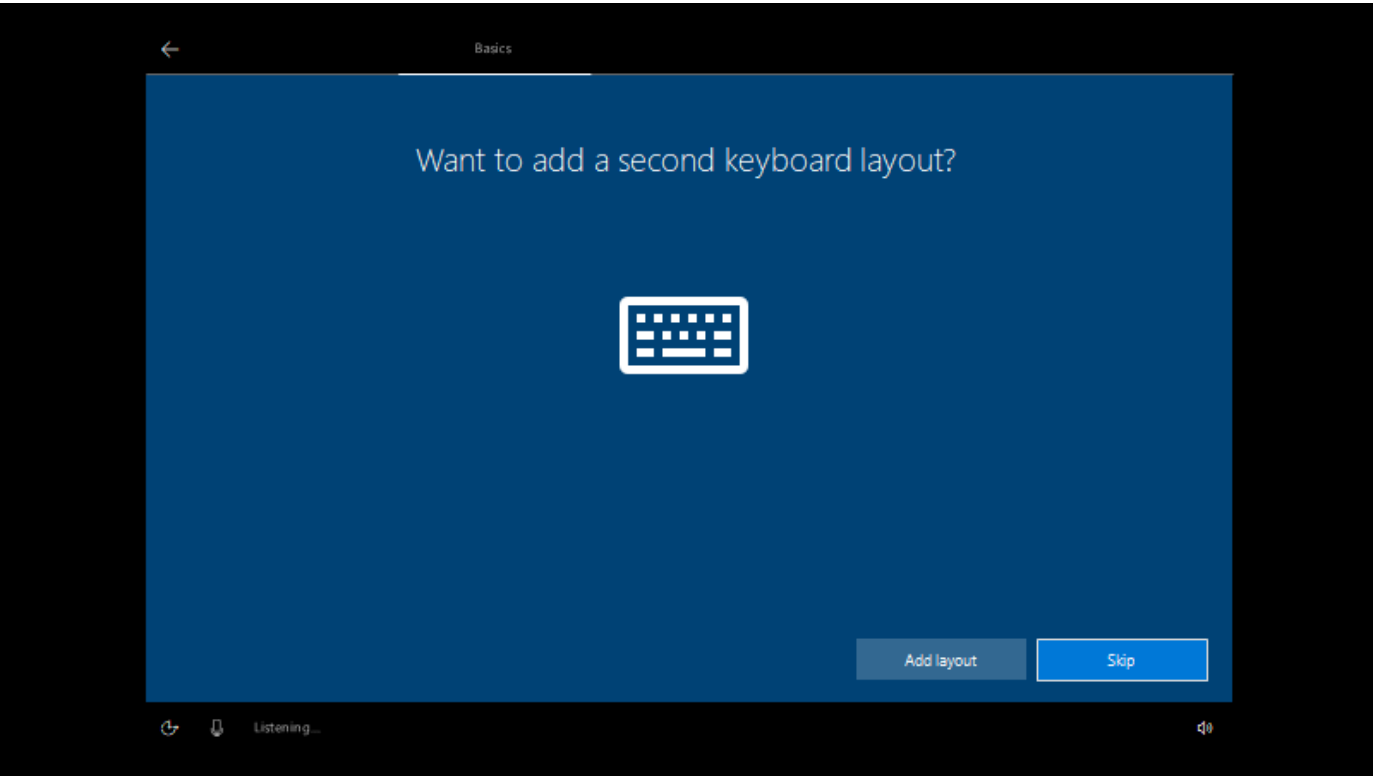 Basics
Want to add a second keyboard layout?
Add layout
Skip
Listening...